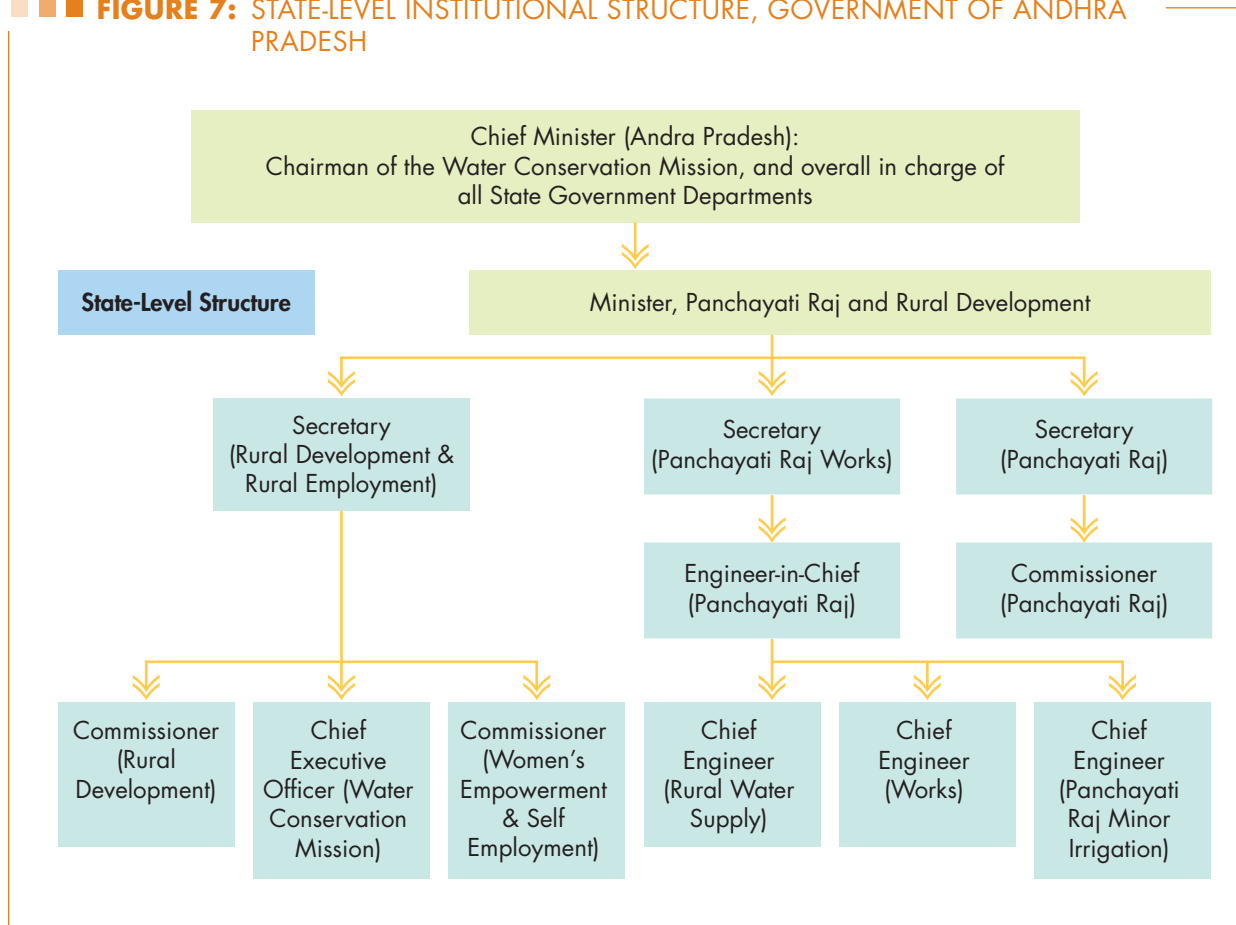 FIGURE 7: STATE-LEVEL INSTITUTIONAL STRUCTURE, GOVERNMENT OF ANDHRA
PRADESH
Chief Minister (Andra Pradesh):
Chairman of the Water Conservation Mission, and overall in charge of
all State Government Departments
State-Level Structure
Minister, Panchayati Raj and Rural Development
Secretary
(Rural Development &
Rural Employment)
Secretary
(Panchayati Raj Works)
Secretary
(Panchayati Raj)
Engineer-in-Chief
(Panchayati Raj)
Commissioner
(Panchayati Raj)
Commissioner
(Rural
Development)
Chief
Executive
Officer (Water
Conservation
Mission)
Commissioner
(Women's
Empowerment
& Self
Employment)
Chief
Engineer
(Rural Water
Supply)
Chief
Engineer
(Works)
Chief
Engineer
(Panchayati
Raj Minor
Irrigation)